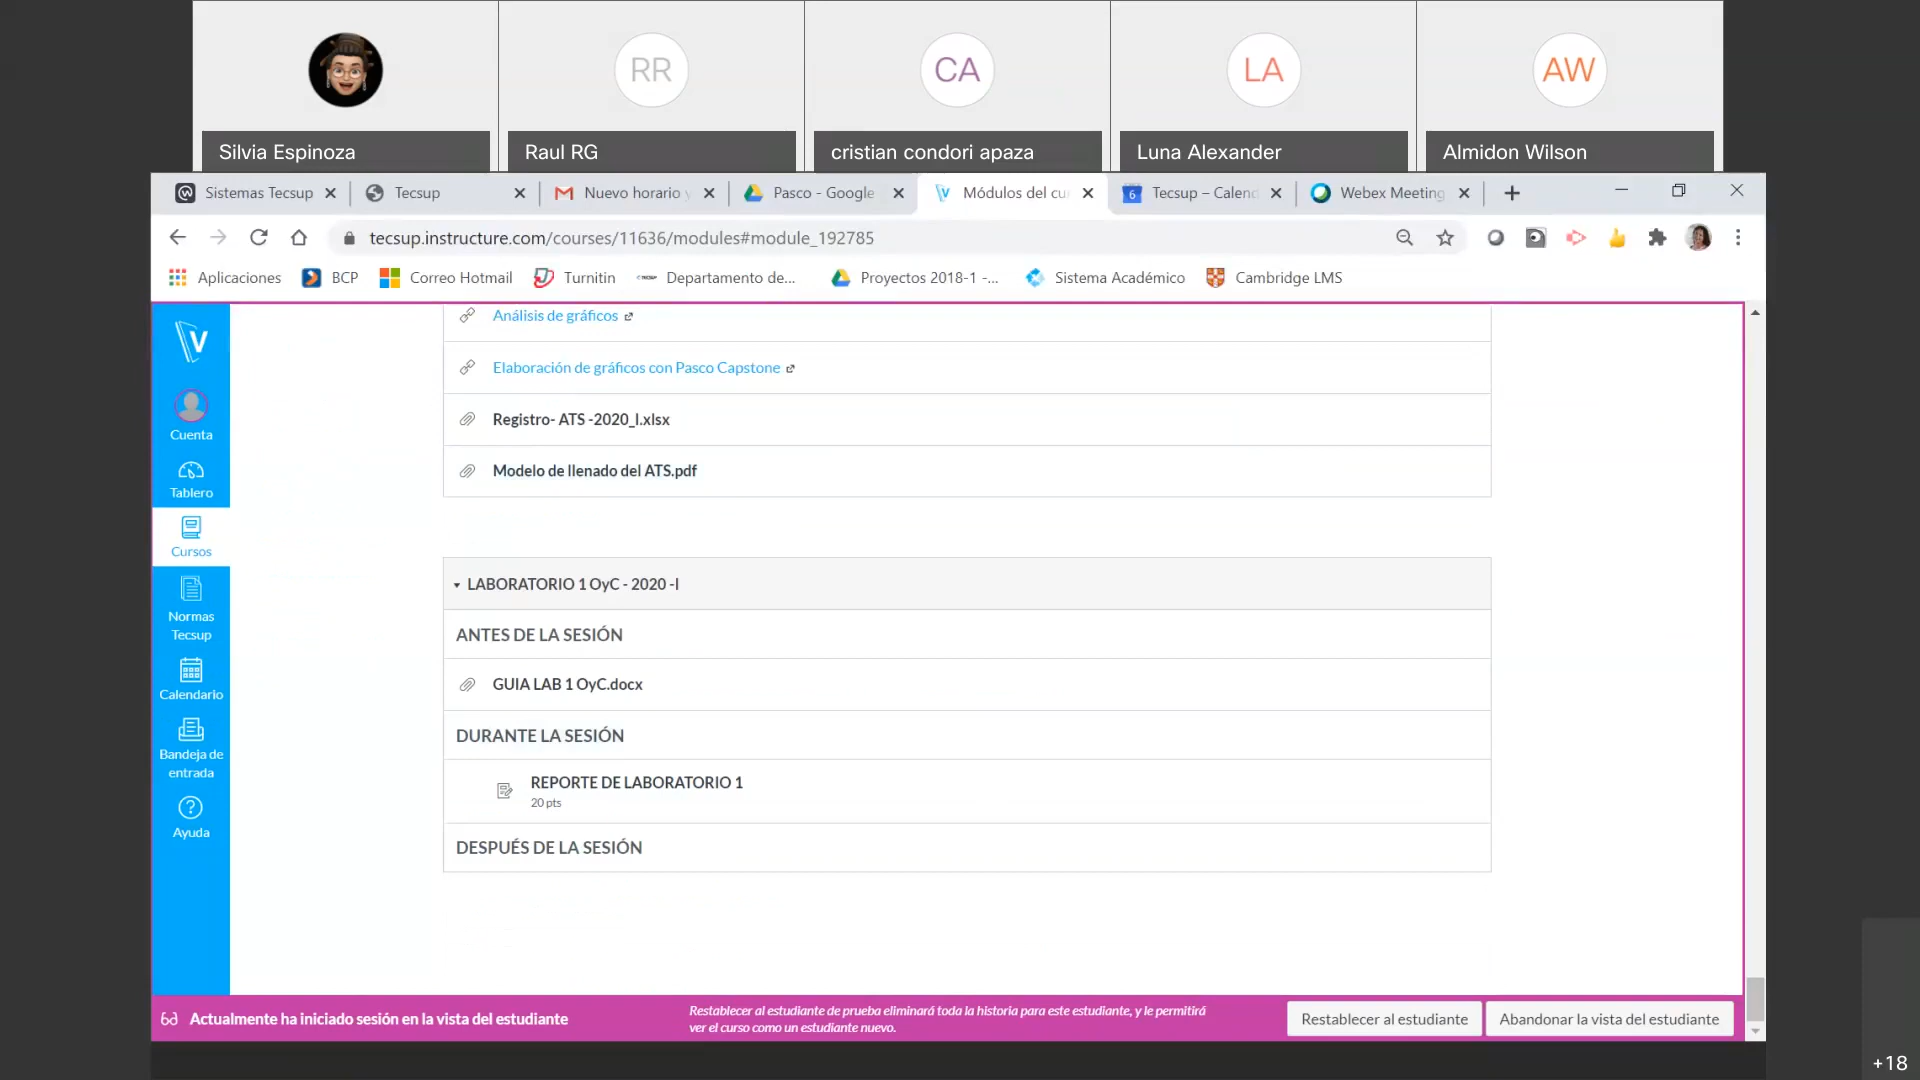 RR
CA
LA
AW
Silvia Espinoza
Raul RG
cristian condori apaza
Luna Alexander
Almidon Wilson
Sistemas Tecsup
Tecsup
Nuevo horario y
Pasco - Google
Módulos del cu
6
Tecsup – Calend
Webex Meeting
tecsup.instructure.com/courses/11636/modules#module_192785
Aplicaciones
BCP
Correo Hotmail
Turnitin
Departamento de...
Proyectos 2018-1 -...
Sistema Académico
Cambridge LMS
V
Cuenta
Tablero
Cursos
Normas
Tecsup
Calendario
Bandeja de
entrada
Ayuda
Análisis de gráficos
Elaboración de gráficos con Pasco Capstone
Registro- ATS -2020_I.xlsx
Modelo de llenado del ATS.pdf
LABORATORIO 1 OyC - 2020 -I
ANTES DE LA SESIÓN
GUIA LAB 1 OyC.docx
DURANTE LA SESIÓN
REPORTE DE LABORATORIO 1
20 pts
DESPUÉS DE LA SESIÓN
Actualmente ha iniciado sesión en la vista del estudiante
Restablecer al estudiante de prueba eliminará toda la historia para este estudiante, y le permitirá
ver el curso como un estudiante nuevo.
Restablecer al estudiante
Abandonar la vista del estudiante
+18